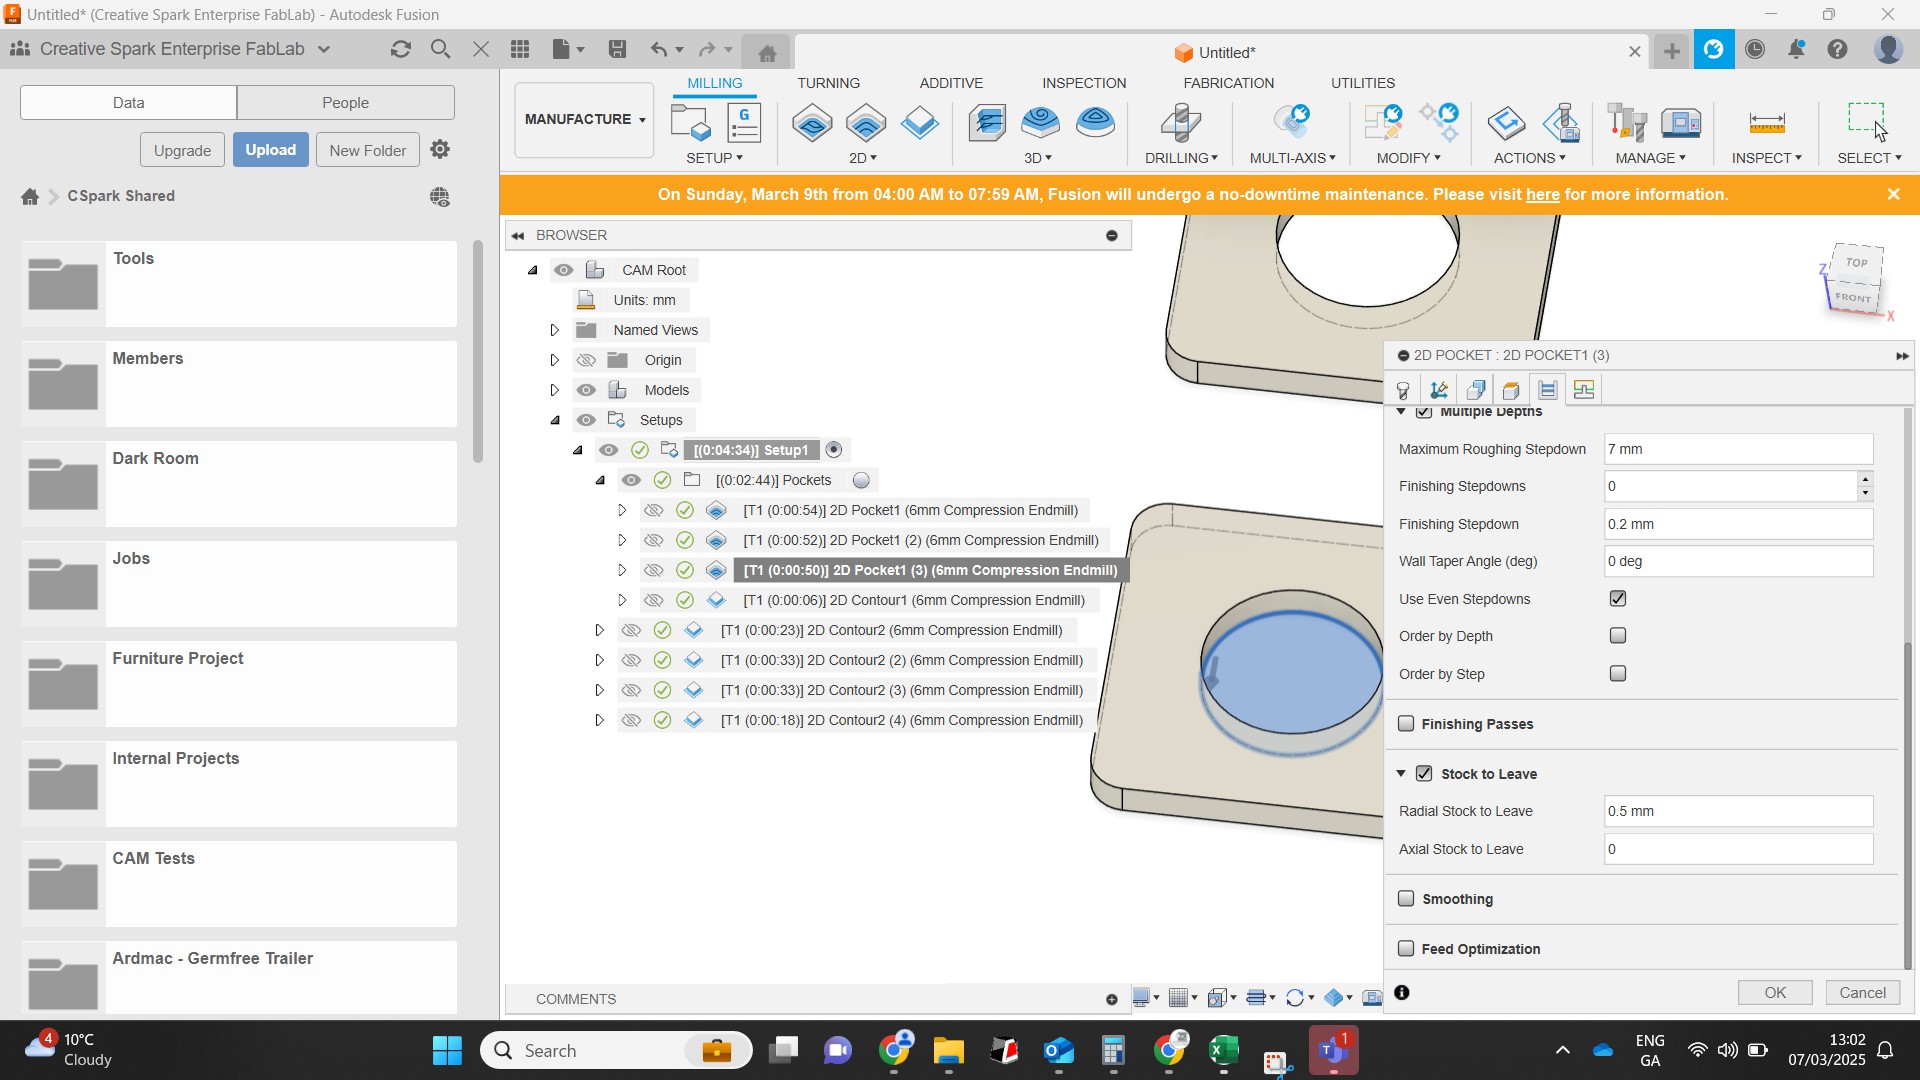 Untitled* (Creative Spark Enterprise FabLab) - Autodesk Fusion
Creative Spark Enterprise FabLab
Untitled*
Data
People
Upgrade
Upload
New Folder
CSpark Shared
Tools
Members
Dark Room
Jobs
Furniture Project
Internal Projects
CAM Tests
Ardmac - Germfree Trailer
MANUFACTURE
MILLING
TURNING
ADDITIVE
INSPECTION
FABRICATION
UTILITIES
SETUP
2D
3D
DRILLING
MULTI-AXIS
MODIFY
ACTIONS
MANAGE
INSPECT
SELECT
On Sunday, March 9th from 04:00 AM to 07:59 AM, Fusion will undergo a no-downtime maintenance. Please visit here for more information.
BROWSER
CAM Root
Units: mm
Named Views
Origin
Models
Setups
[(0:04:34)] Setup1
[(0:02:44)] Pockets
[T1 (0:00:54)] 2D Pocket1 (6mm Compression Endmill)
[T1 (0:00:52)] 2D Pocket1 (2) (6mm Compression Endmill)
[T1 (0:00:50)] 2D Pocket1 (3) (6mm Compression Endmill)
[T1 (0:00:06)] 2D Contour1 (6mm Compression Endmill)
[T1 (0:00:23)] 2D Contour2 (6mm Compression Endmill)
[T1 (0:00:33)] 2D Contour2 (2) (6mm Compression Endmill)
[T1 (0:00:33)] 2D Contour2 (3) (6mm Compression Endmill)
[T1 (0:00:18)] 2D Contour2 (4) (6mm Compression Endmill)
TOP
FRONT
Z
X
2D POCKET : 2D POCKET1 (3)
Multiple Depths
Maximum Roughing Stepdown 7 mm
Finishing Stepdowns 0
Finishing Stepdown 0.2 mm
Wall Taper Angle (deg) 0 deg
Use Even Stepdowns
Order by Depth
Order by Step
Finishing Passes
Stock to Leave
Radial Stock to Leave 0.5 mm
Axial Stock to Leave 0
Smoothing
Feed Optimization
OK
Cancel
COMMENTS
4
10°C
Cloudy
Search
1
ENG
GA
13:02
07/03/2025